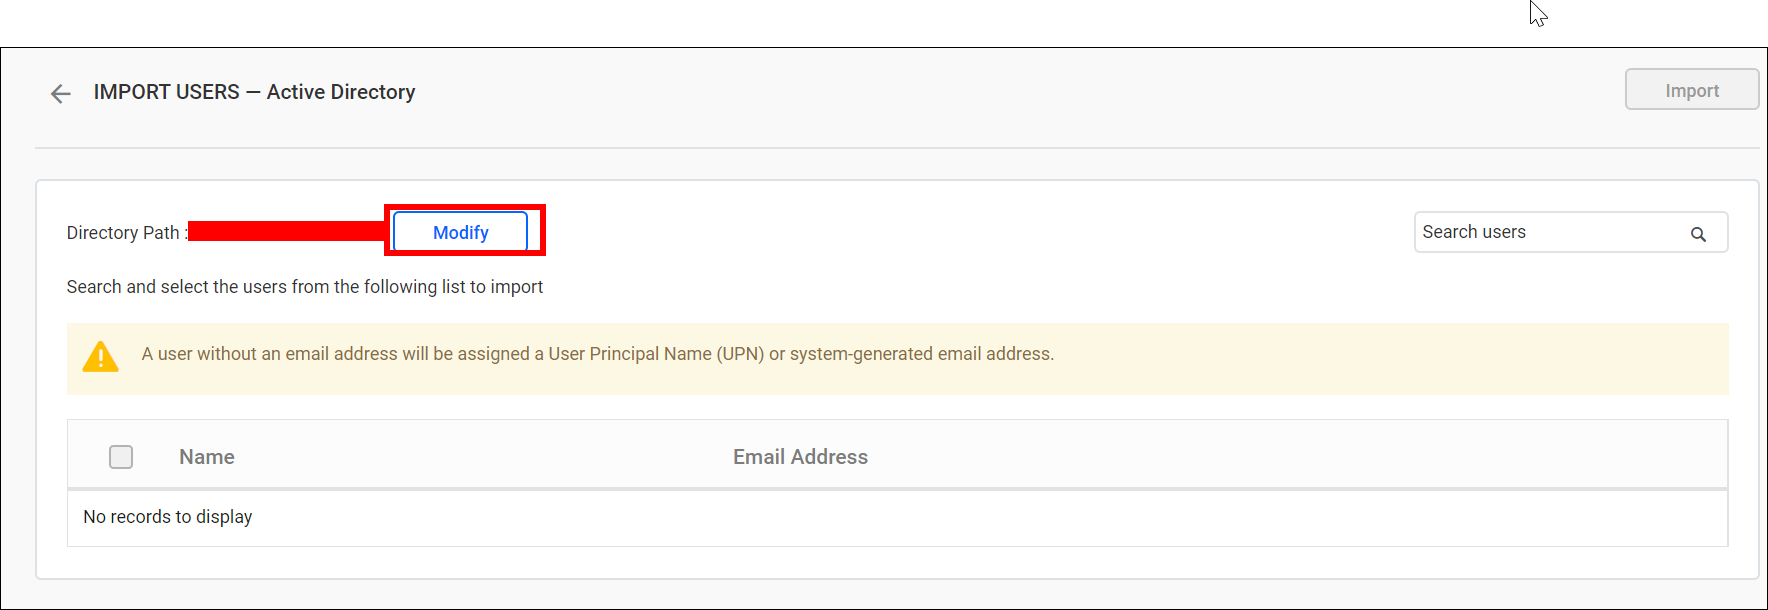 IMPORT USERS — Active Directory
Import
Directory Path :
Modify
Search users
Search and select the users from the following list to import
A user without an email address will be assigned a User Principal Name (UPN) or system-generated email address.
Name Email Address
No records to display